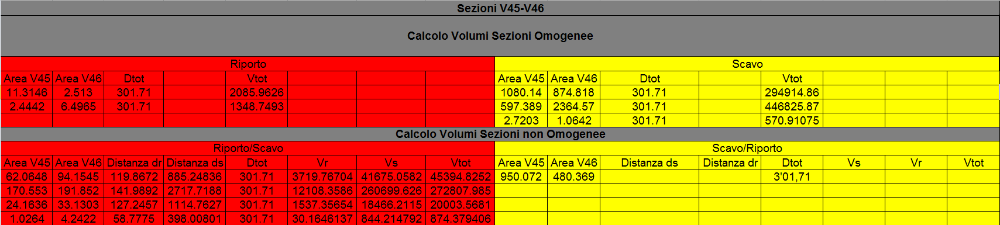 Sezioni V45-V46
Calcolo Volumi Sezioni Omogenee
Riporto Scavo
Area V45 Area V46 Dtot Vtot Area V45 Area V46 Dtot Vtot
11.3146 2.513 301.71 2085.9626 1080.14 874.818 301.71 294914.86
2.4442 6.4965 301.71 1348.7493 597.389 2364.57 301.71 446825.87
2.7203 1.0642 301.71 570.91075
Calcolo Volumi Sezioni non Omogenee
Riporto/Scavo Scavo/Riporto
Area V45 Area V46 Distanza dr Distanza ds Dtot Vr Vs Vtot Area V45 Area V46 Distanza ds Distanza dr Dtot Vs Vr Vtot
62.0648 94.1545 119.8672 885.24836 301.71 3719.76704 41675.0582 45394.8252 950.072 480.369 3'01,71
170.553 191.852 141.9892 2717.7188 301.71 12108.3586 260699.626 272807.985
24.1636 33.1303 127.2457 1114.7627 301.71 1537.35654 18466.2115 20003.5681
1.0264 4.2422 58.7775 398.00801 301.71 30.1646137 844.214792 874.379406